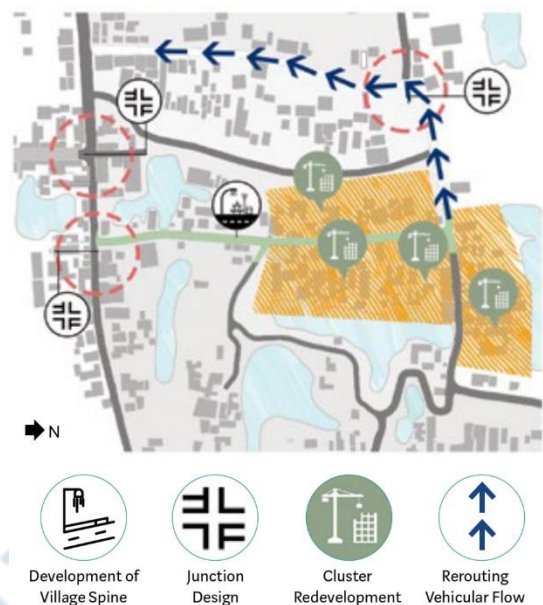 N
Development of
Village Spine
Junction
Design
Cluster
Redevelopment
Rerouting
Vehicular Flow